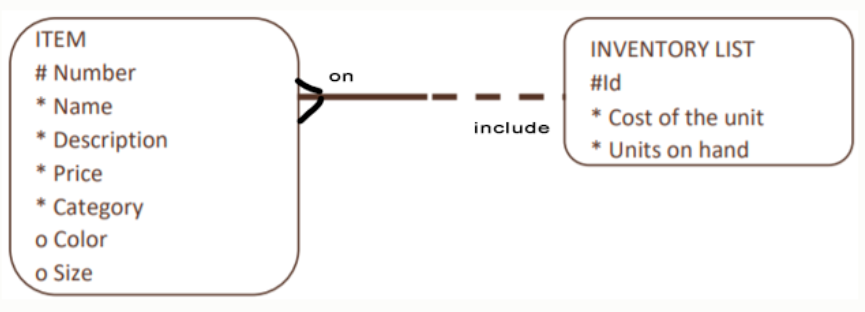 ITEM
# Number
* Name
* Description
* Price
* Category
o Color
o Size
on
include
INVENTORY LIST
#Id
* Cost of the unit
* Units on hand